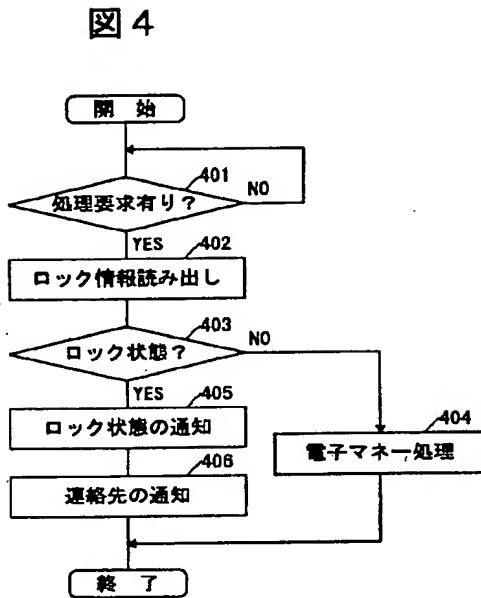 図4
開 始
401
処理要求有り?
NO
YES
402
ロック情報読み出し
403
ロック状態?
NO
YES
405
ロック状態の通知
404
電子マネー処理
406
連絡先の通知
終 了